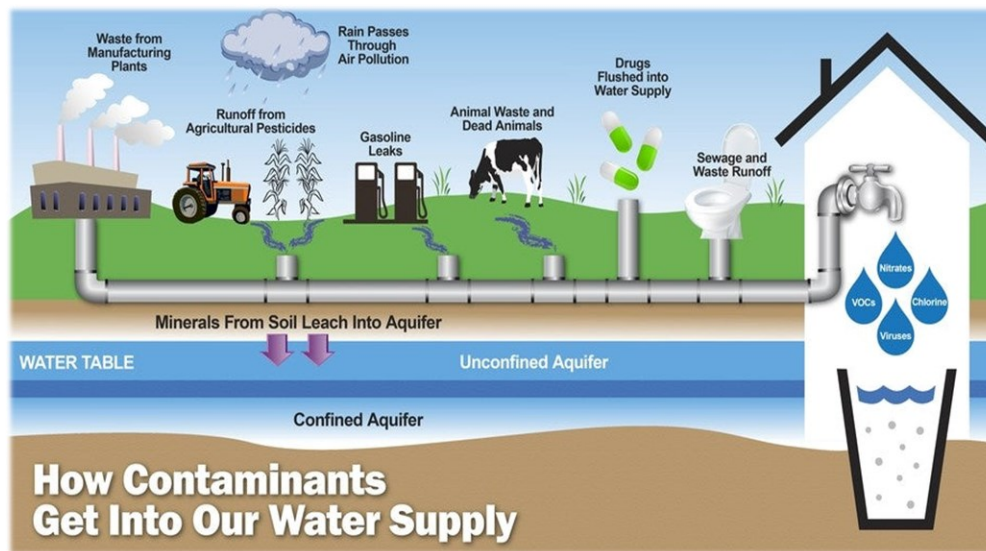 Waste from
Manufacturing
Plants
Rain Passes
Through
Air Pollution
Runoff from
Agricultural Pesticides
Gasoline
Leaks
Animal Waste and
Dead Animals
Drugs
Flushed into
Water Supply
Sewage and
Waste Runoff
Nitrates
VOCs
Chlorine
Viruses
Minerals From Soil Leach Into Aquifer
WATER TABLE
Unconfined Aquifer
Confined Aquifer
How Contaminants
Get Into Our Water Supply